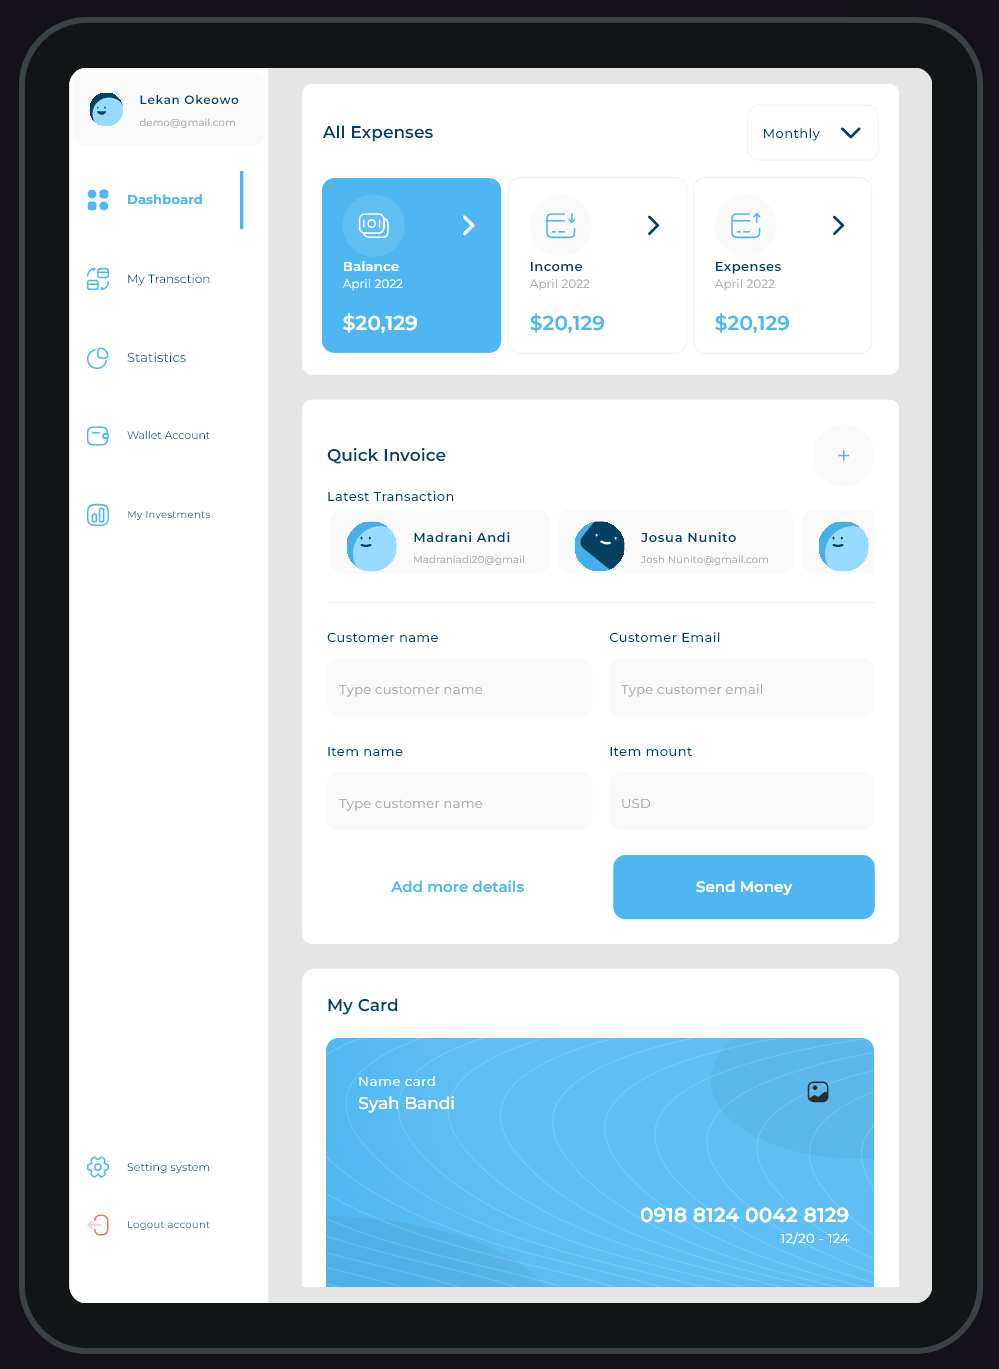 Lekan Okeowo
demo@gmail.com
Dashboard
My Transction
Statistics
Wallet Account
My Investments
Setting system
Logout account
All Expenses
Monthly
Balance
April 2022
$20,129
Income
April 2022
$20,129
Expenses
April 2022
$20,129
Quick Invoice
+
Latest Transaction
Madrani Andi
Madraniadi20@gmail
Josua Nunito
Josh Nunito@gmail.com
Customer name
Customer Email
Type customer name
Type customer email
Item name
Item mount
Type customer name
USD
Add more details
Send Money
My Card
Name card
Syah Bandi
0918 8124 0042 8129
12/20 - 124